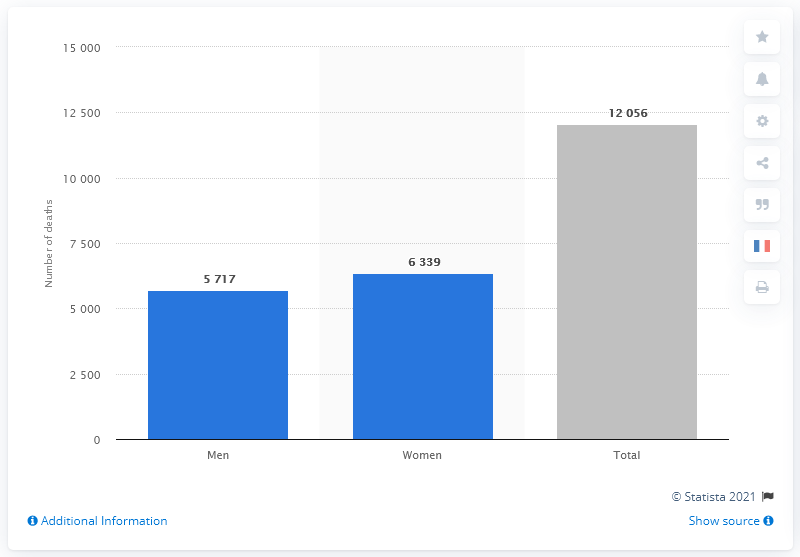 15 000
12 500
10 000
7 500
5 000
2 500
0
Number of deaths
5 717
6 339
12 056
Men
Women
Total
© Statista 2021
Additional Information
Show source